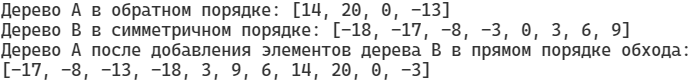 Дерево A в обратном порядке: [14, 20, 0, -13]
Дерево B в симметричном порядке: [-18, -17, -8, -3, 0, 3, 6, 9]
Дерево A после добавления элементов дерева B в прямом порядке обхода:
[-17, -8, -13, -18, 3, 9, 6, 14, 20, 0, -3]